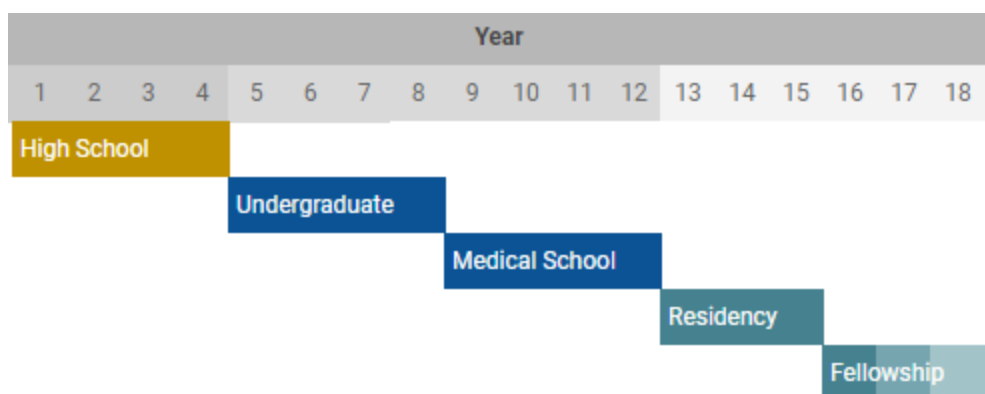 Year
1 2 3 4 5 6 7 8 9 10 11 12 13 14 15 16 17 18
High School
Undergraduate
Medical School
Residency
Fellowship